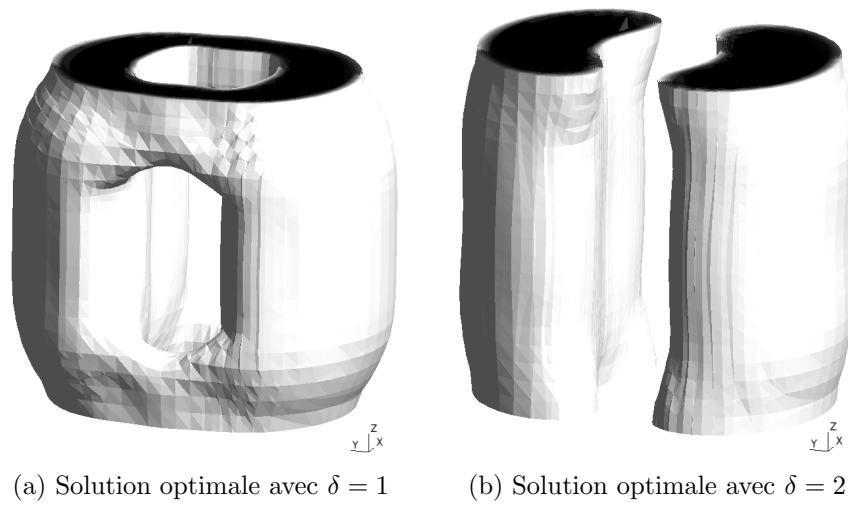 Z
Y X
Z
Y X
(a) Solution optimale avec δ = 1
(b) Solution optimale avec δ = 2